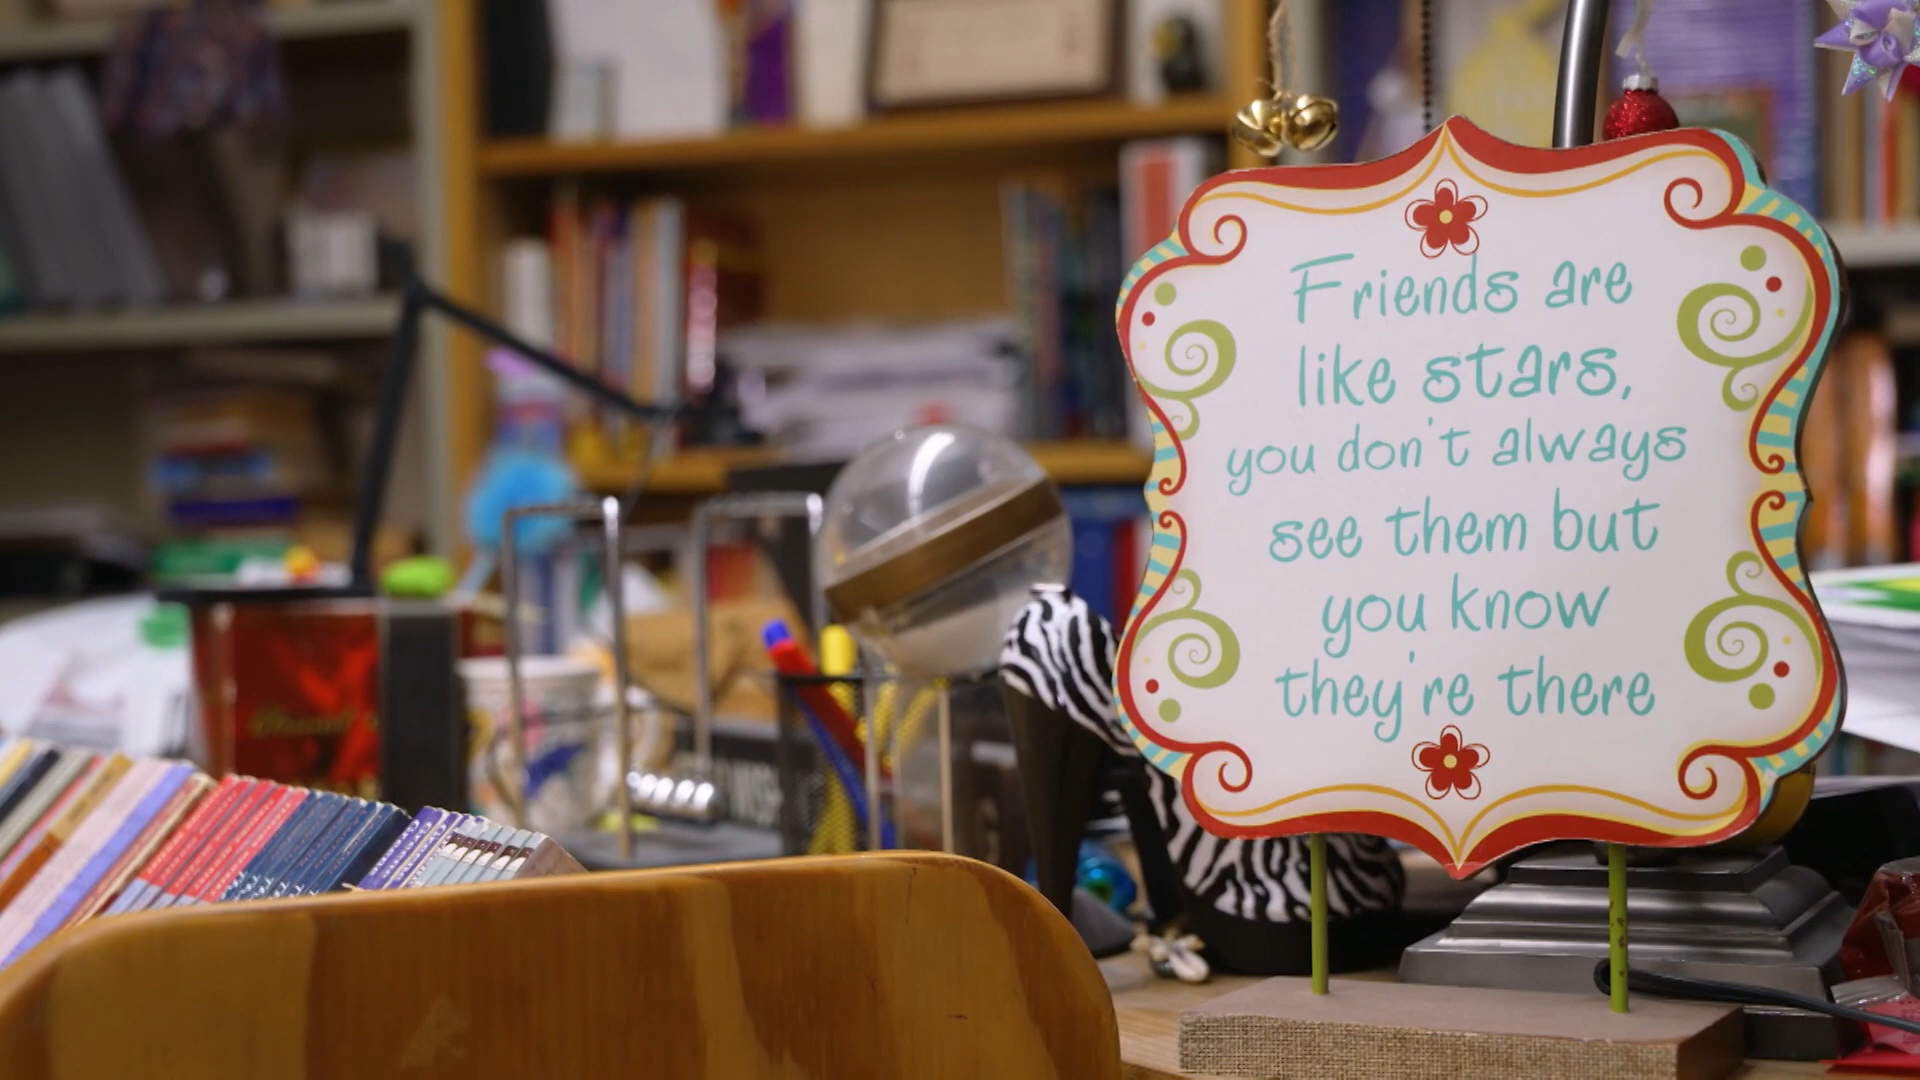 Friends are
like stars,
you don't always
see them but
you know
they're there